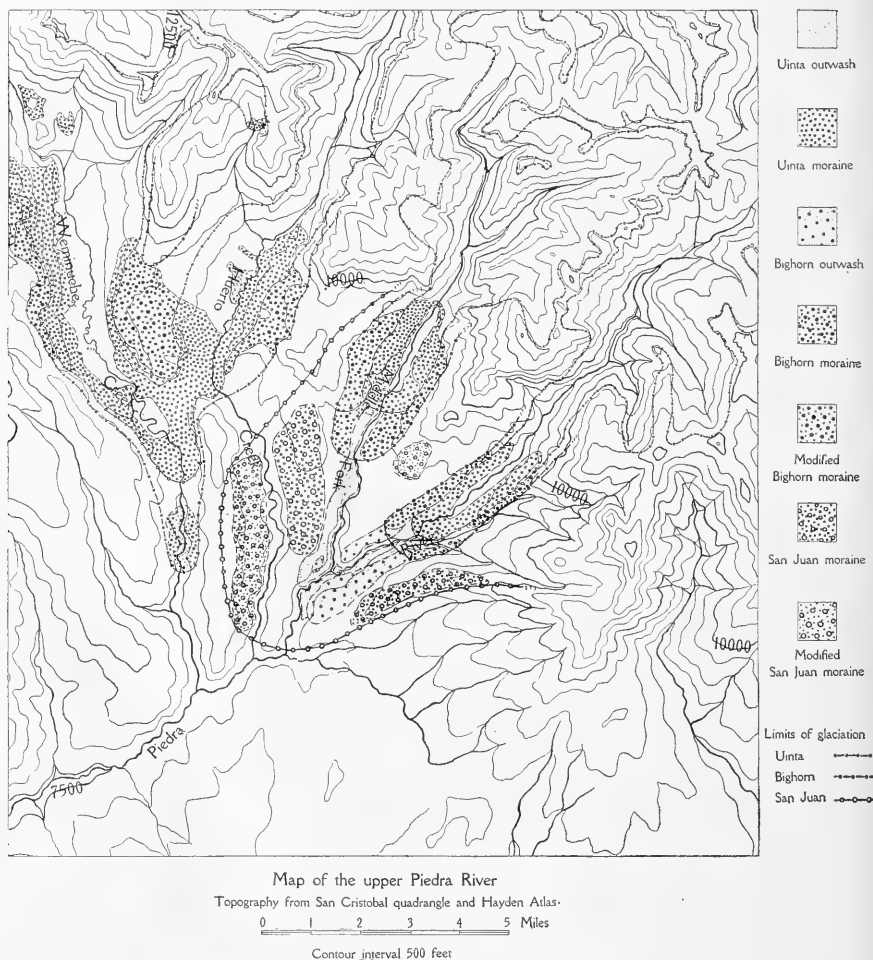 12500
Weminuche
C
Huerto
C
10000
Middle
Fork
River
10000
10000
Piedra
7500
Uinta outwash
Uinta moraine
Bighorn outwash
Bighorn moraine
Modified
Bighorn moraine
San Juan moraine
Modified
San Juan moraine
Limits of glaciation
Uinta
Bighorn
San Juan
Map of the upper Piedra River
Topography from San Cristobal quadrangle and Hayden Atlas.
0 1 2 3 4 5 Miles
Contour interval 500 feet